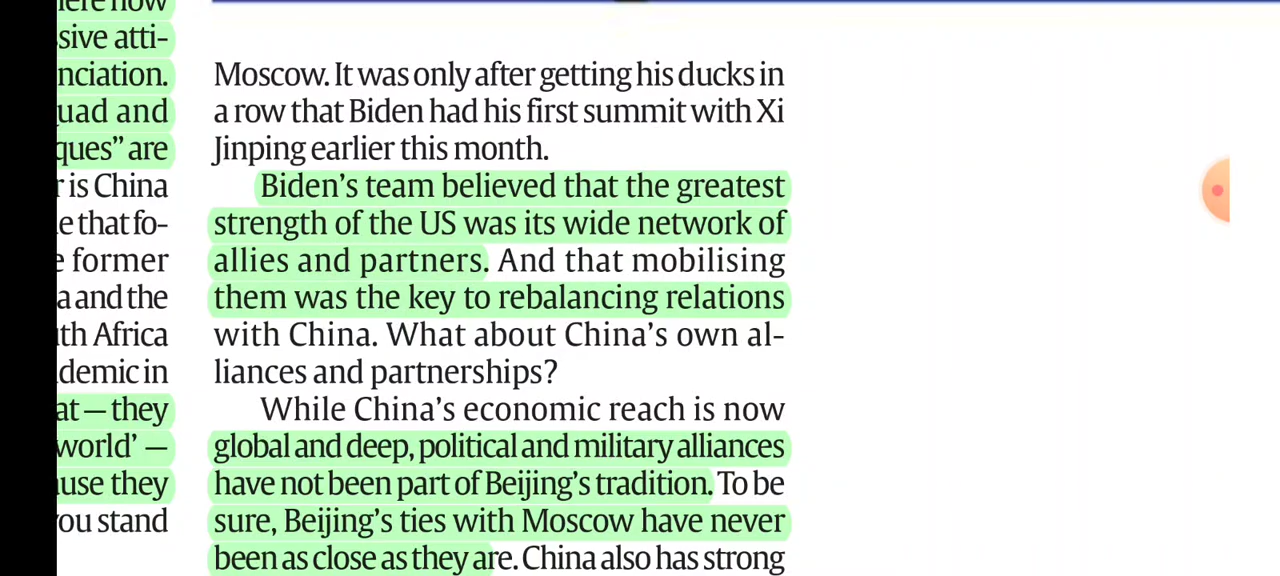 sive atti-
nciation.
uad and
ques” are
r is China
e that fo-
e former
a and the
th Africa
demic in
at — they
world’ —
use they
ou stand
Moscow. It was only after getting his ducks in
a row that Biden had his first summit with Xi
Jinping earlier this month.
Biden’s team believed that the greatest
strength of the US was its wide network of
allies and partners. And that mobilising
them was the key to rebalancing relations
with China. What about China’s own al-
liances and partnerships?
While China’s economic reach is now
global and deep, political and military alliances
have not been part of Beijing’s tradition. To be
sure, Beijing’s ties with Moscow have never
been as close as they are. China also has strong